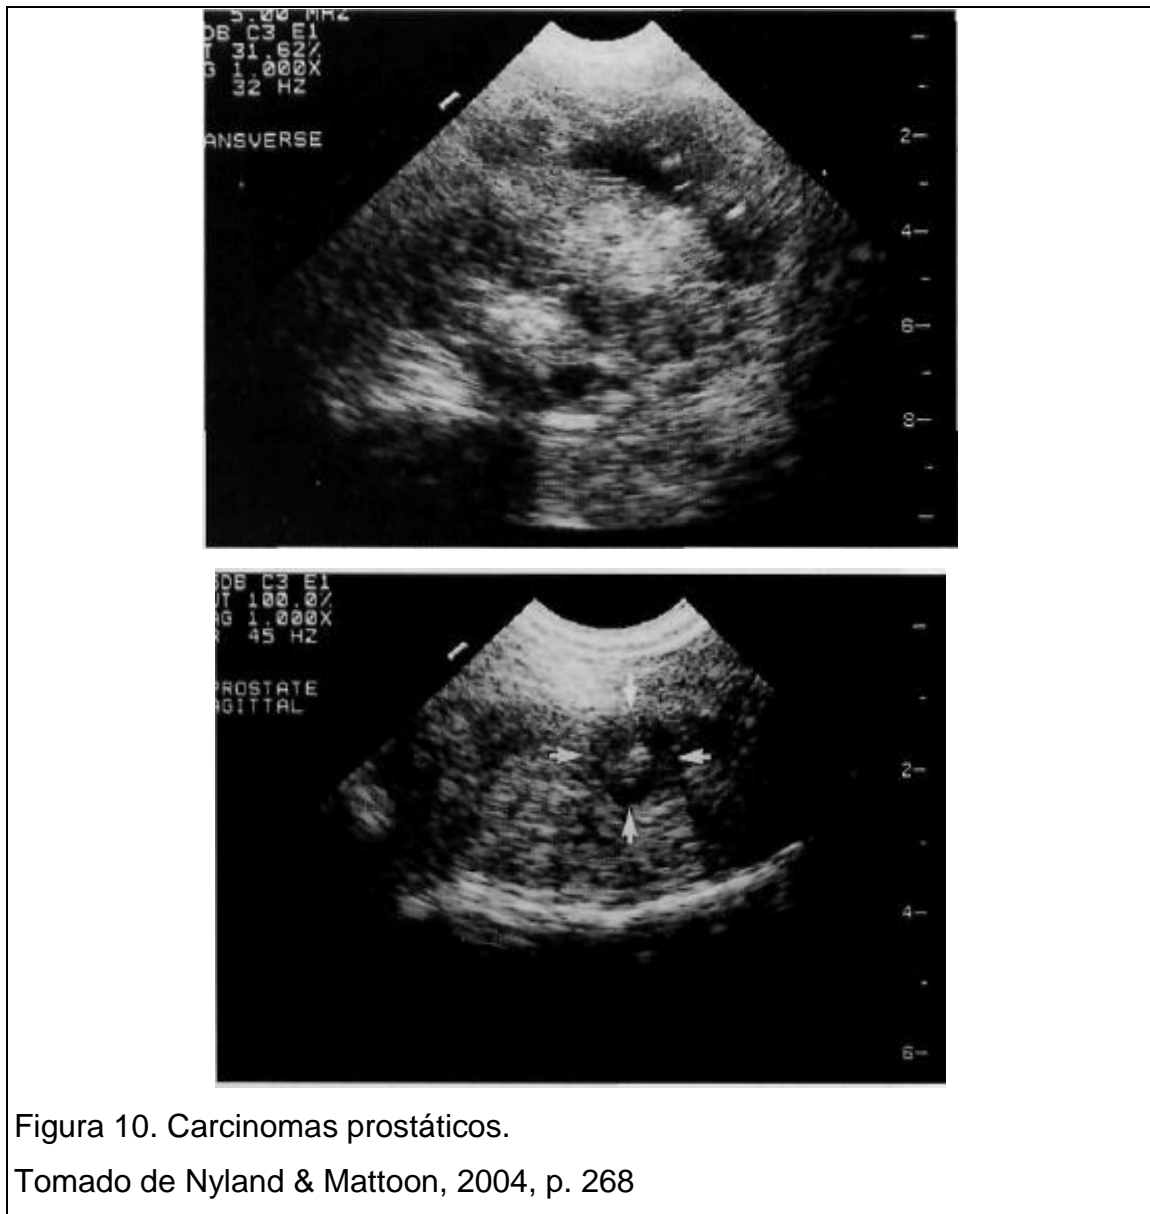 5.00 MHZ
DB C3 E1
T 31.62%
G 1.000X
32 HZ
ANSVERSE
2
4
6
8
DB C3 E1
UT 100.0%
AG 1.000X
R 45 HZ
PROSTATE
AGITTAL
2
4
6
Figura 10. Carcinomas prostáticos.
Tomado de Nyland & Mattoon, 2004, p. 268